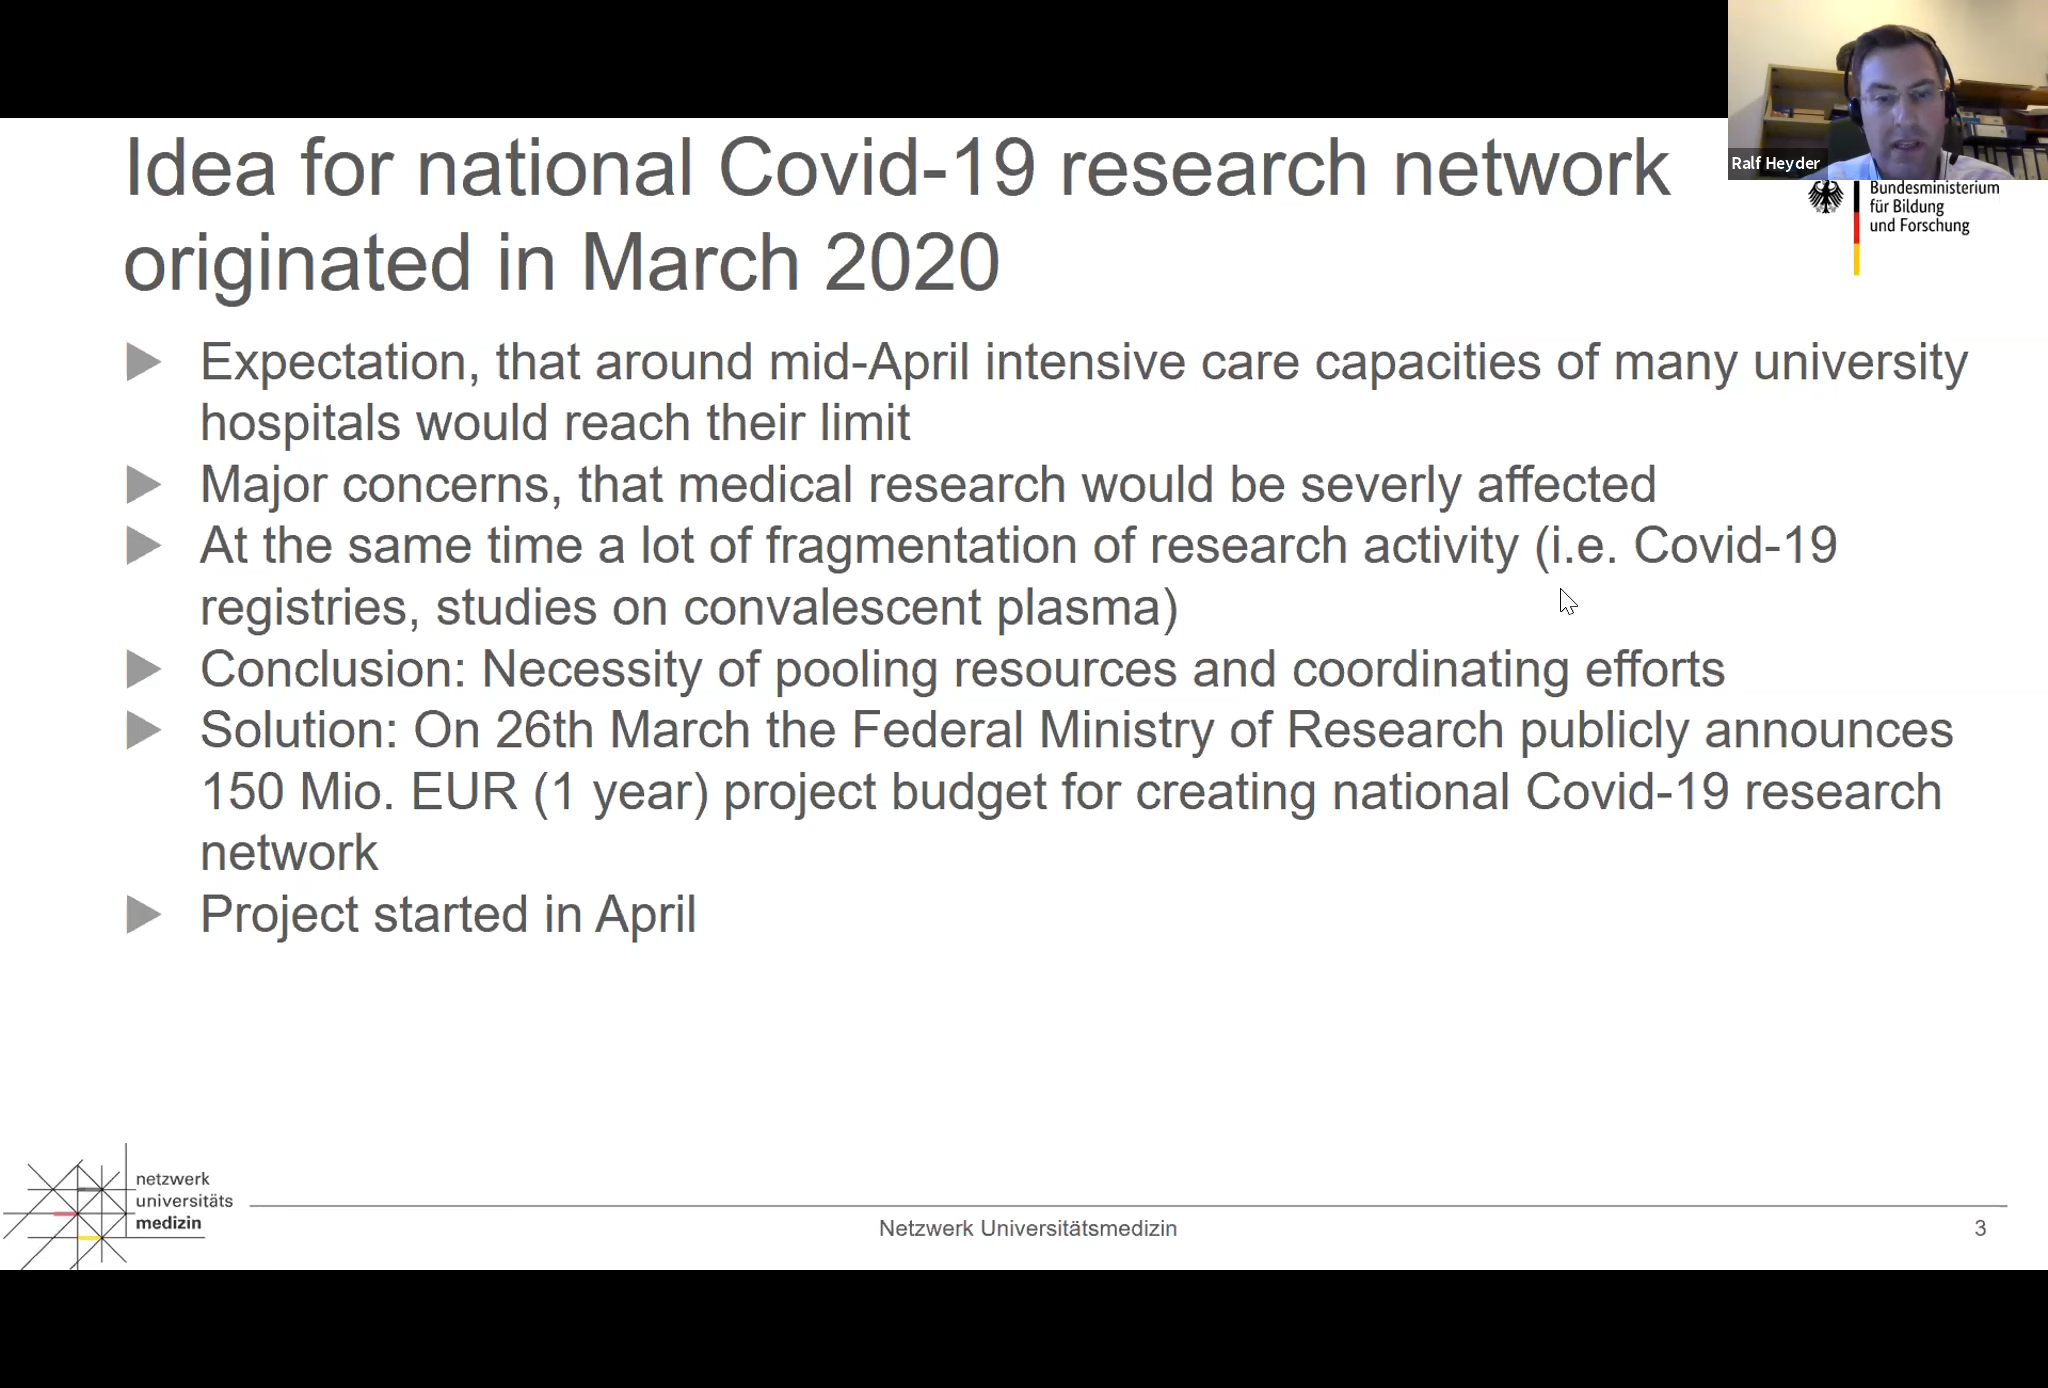 Idea for national Covid-19 research network
originated in March 2020
Ralf Heyder
Bundesministerium
für Bildung
und Forschung
Expectation, that around mid-April intensive care capacities of many university
hospitals would reach their limit
Major concerns, that medical research would be severly affected
At the same time a lot of fragmentation of research activity (i.e. Covid-19
registries, studies on convalescent plasma)
Conclusion: Necessity of pooling resources and coordinating efforts
Solution: On 26th March the Federal Ministry of Research publicly announces
150 Mio. EUR (1 year) project budget for creating national Covid-19 research
network
Project started in April
netzwerk
universitäts
medizin
Netzwerk Universitätsmedizin
3